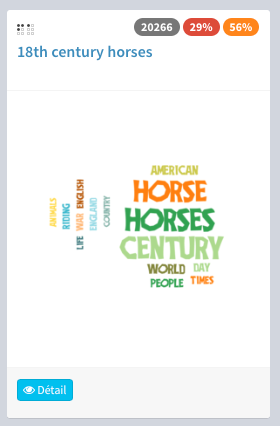 20266 29% 56%
18th century horses
AMERICAN
HORSE
HORSES
CENTURY
WORLD DAY
PEOPLE TIMES
ANIMALS
RIDING
LIFE
WAR ENGLISH
ENGLAND
COUNTRY
Détail